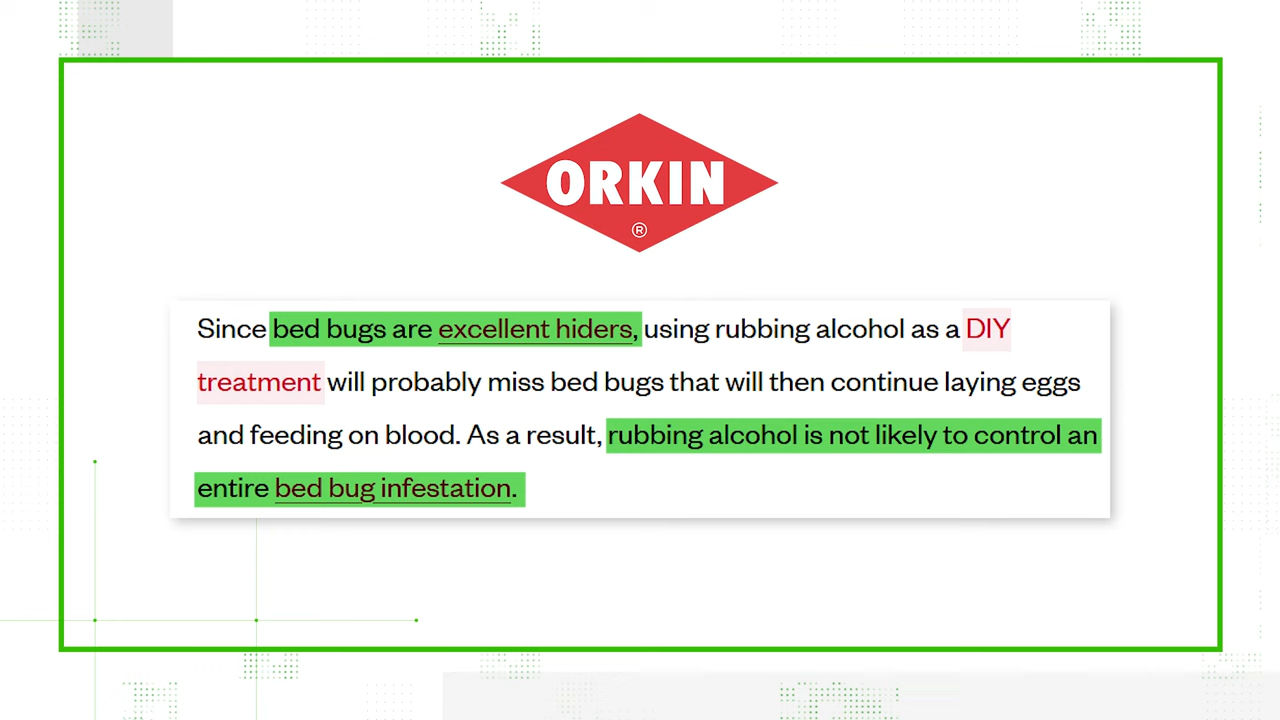 ORKIN
®
Since bed bugs are excellent hiders, using rubbing alcohol as a DIY
treatment will probably miss bed bugs that will then continue laying eggs
and feeding on blood. As a result, rubbing alcohol is not likely to control an
entire bed bug infestation.